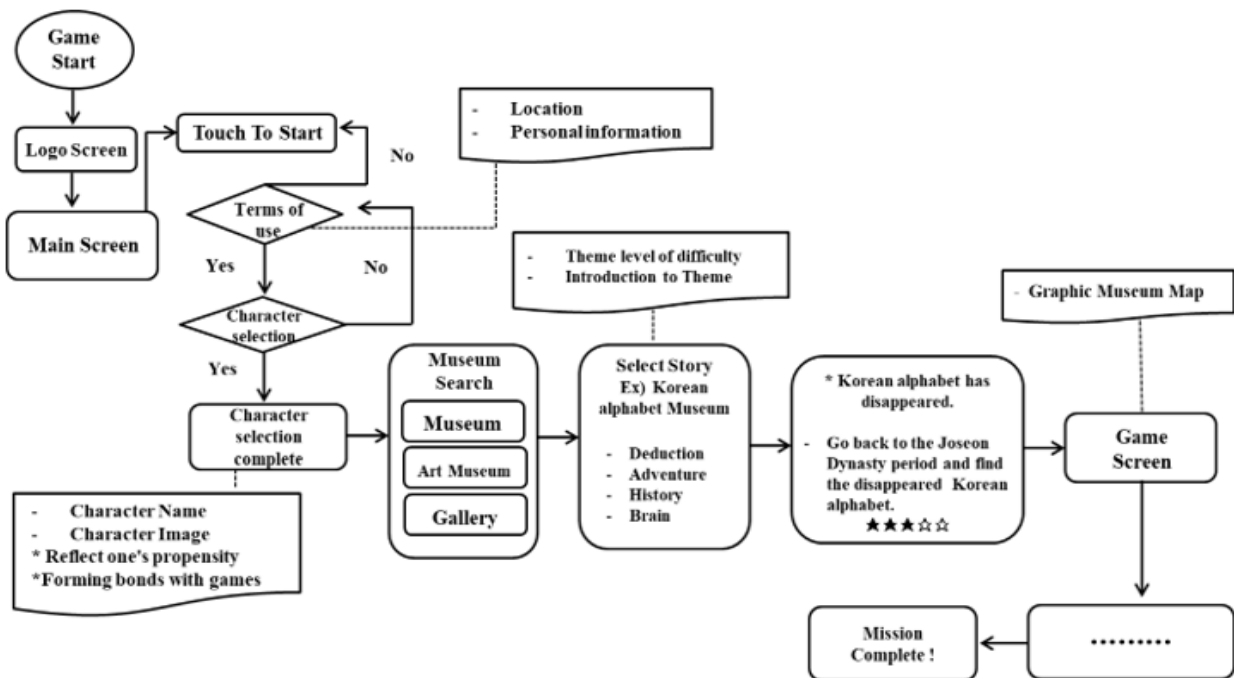 Game
Start
Logo Screen
Main Screen
Touch To Start
No
- Location
- Personal information
Terms of
use
Yes
No
Character
selection
Yes
Character
selection
complete
- Character Name
- Character Image
* Reflect one's propensity
*Forming bonds with games
Museum
Search
Museum
Art Museum
Gallery
- Theme level of difficulty
- Introduction to Theme
Select Story
Ex) Korean
alphabet Museum
- Deduction
- Adventure
- History
- Brain
* Korean alphabet has
disappeared.
- Go back to the Joseon
Dynasty period and find
the disappeared Korean
alphabet.
★★★☆☆
- Graphic Museum Map
Game
Screen
.........
Mission
Complete !